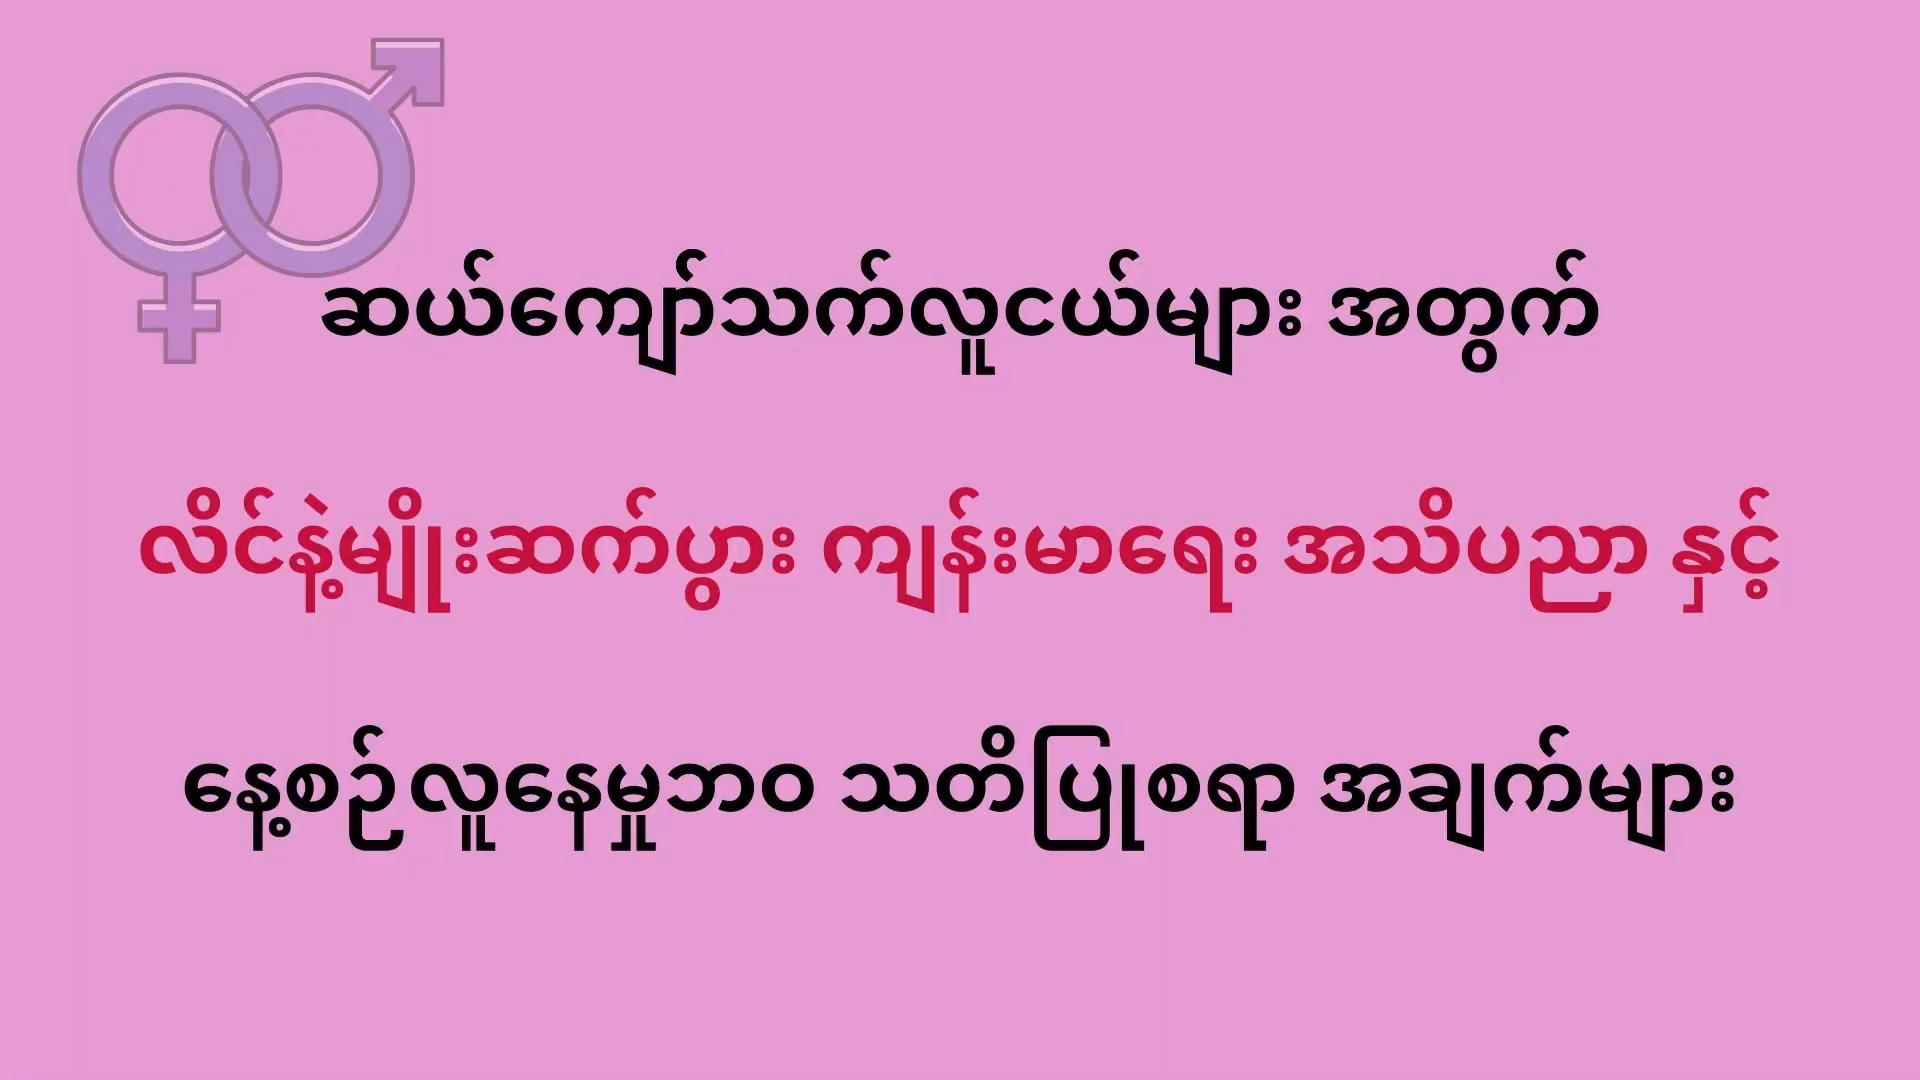 ဆယ်ကျော်သက်လူငယ်များ အတွက်
လိင်နဲ့မျိုးဆက်ပွား ကျန်းမာရေး အသိပညာ နှင့်
နေ့စဉ်လူနေမှုဘဝ သတိပြုစရာ အချက်များ